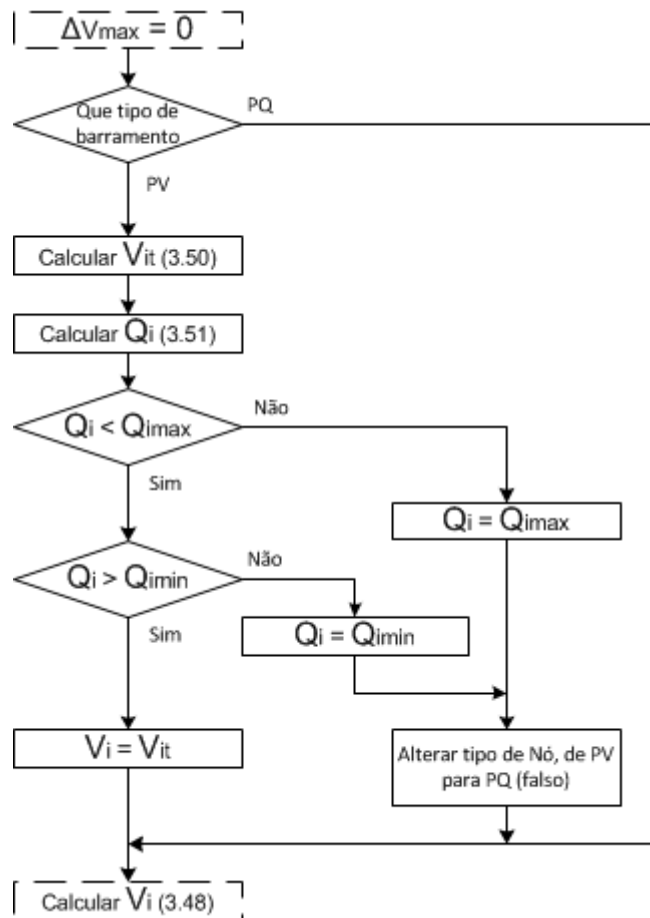 ΔVmax = 0
Que tipo de
barramento
PQ
PV
Calcular Vit (3.50)
Calcular Qi (3.51)
Qi < Qimax
Não
Sim
Qi = Qimax
Qi > Qimin
Não
Sim
Qi = Qimin
Vi = Vit
Alterar tipo de Nó, de PV
para PQ (falso)
Calcular Vi (3.48)